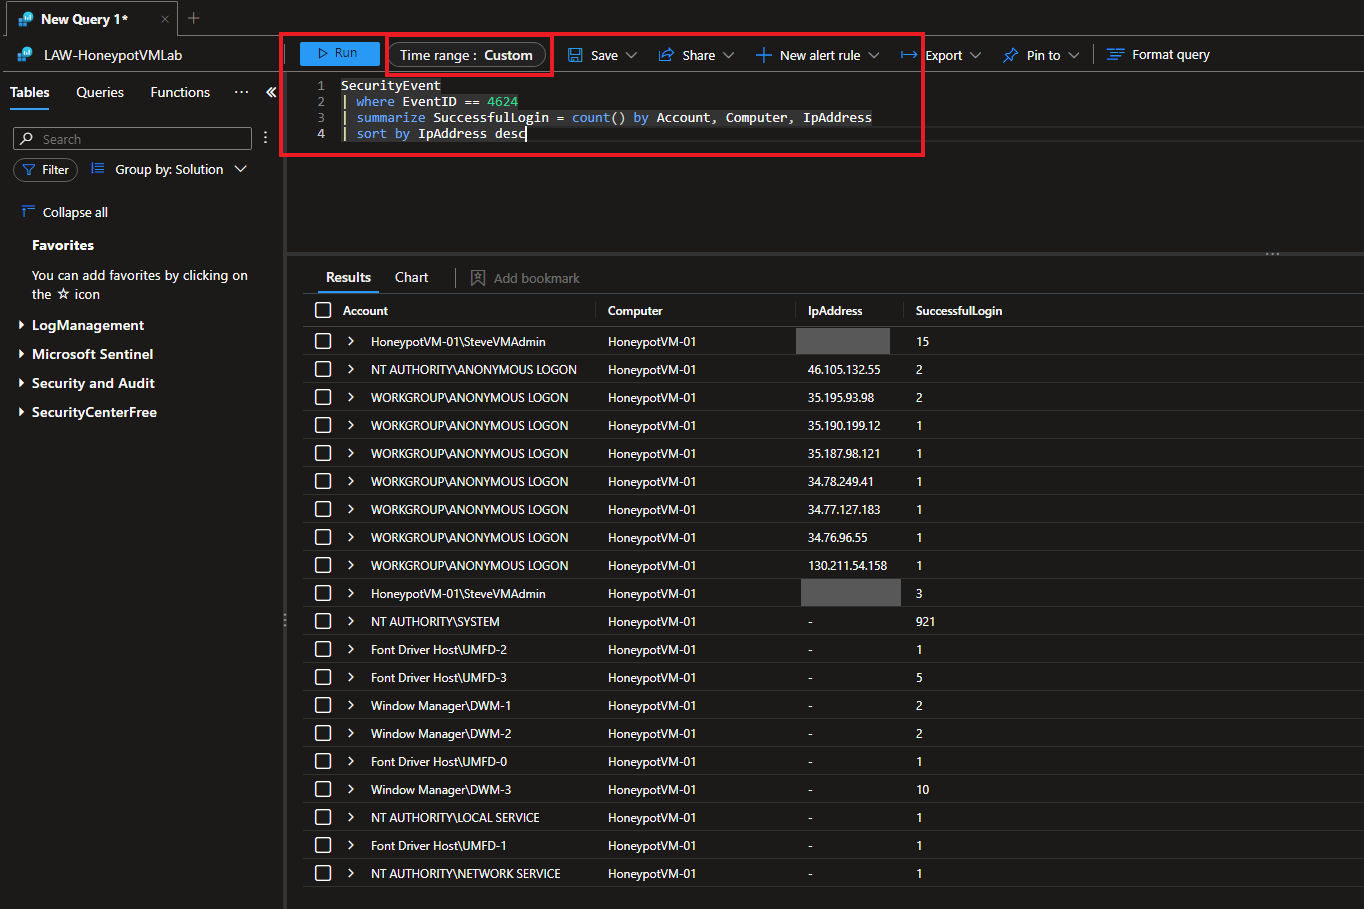 New Query 1*
LAW-HoneypotVMLab
Run
Time range : Custom
Save
Share
New alert rule
Export
Pin to
Format query
Tables
Queries
Functions
Search
Filter
Group by: Solution
Collapse all
Favorites
You can add favorites by clicking on
the ☆ icon
LogManagement
Microsoft Sentinel
Security and Audit
SecurityCenterFree
1 SecurityEvent
2 | where EventID == 4624
3 | summarize SuccessfulLogin = count() by Account, Computer, IpAddress
4 | sort by IpAddress desc
Results
Chart
Add bookmark
Account Computer IpAddress SuccessfulLogin
HoneypotVM-01\SteveVMAdmin HoneypotVM-01 15
NT AUTHORITY\ANONYMOUS LOGON HoneypotVM-01 46.105.132.55 2
WORKGROUP\ANONYMOUS LOGON HoneypotVM-01 35.195.93.98 2
WORKGROUP\ANONYMOUS LOGON HoneypotVM-01 35.190.199.12 1
WORKGROUP\ANONYMOUS LOGON HoneypotVM-01 35.187.98.121 1
WORKGROUP\ANONYMOUS LOGON HoneypotVM-01 34.78.249.41 1
WORKGROUP\ANONYMOUS LOGON HoneypotVM-01 34.77.127.183 1
WORKGROUP\ANONYMOUS LOGON HoneypotVM-01 34.76.96.55 1
WORKGROUP\ANONYMOUS LOGON HoneypotVM-01 130.211.54.158 1
HoneypotVM-01\SteveVMAdmin HoneypotVM-01 3
NT AUTHORITY\SYSTEM HoneypotVM-01 - 921
Font Driver Host\UMFD-2 HoneypotVM-01 - 1
Font Driver Host\UMFD-3 HoneypotVM-01 - 5
Window Manager\DWM-1 HoneypotVM-01 - 2
Window Manager\DWM-2 HoneypotVM-01 - 2
Font Driver Host\UMFD-0 HoneypotVM-01 - 1
Window Manager\DWM-3 HoneypotVM-01 - 10
NT AUTHORITY\LOCAL SERVICE HoneypotVM-01 - 1
Font Driver Host\UMFD-1 HoneypotVM-01 - 1
NT AUTHORITY\NETWORK SERVICE HoneypotVM-01 - 1